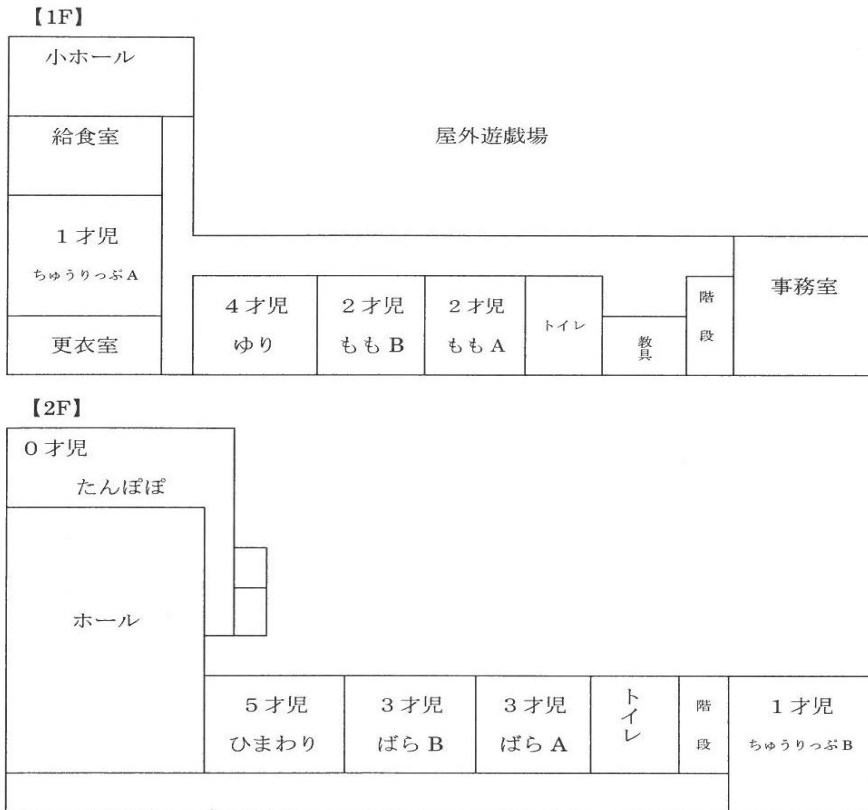 【1F】
小ホール
給食室
屋外遊戯場
1才児
ちゅうりっぷA
更衣室
4才児
ゆり
2才児
ももB
2才児
ももA
トイレ
教具
階段
事務室
【2F】
0才児
たんぽぽ
ホール
5才児
ひまわり
3才児
ばらB
3才児
ばらA
トイレ
階段
1才児
ちゅうりっぷB